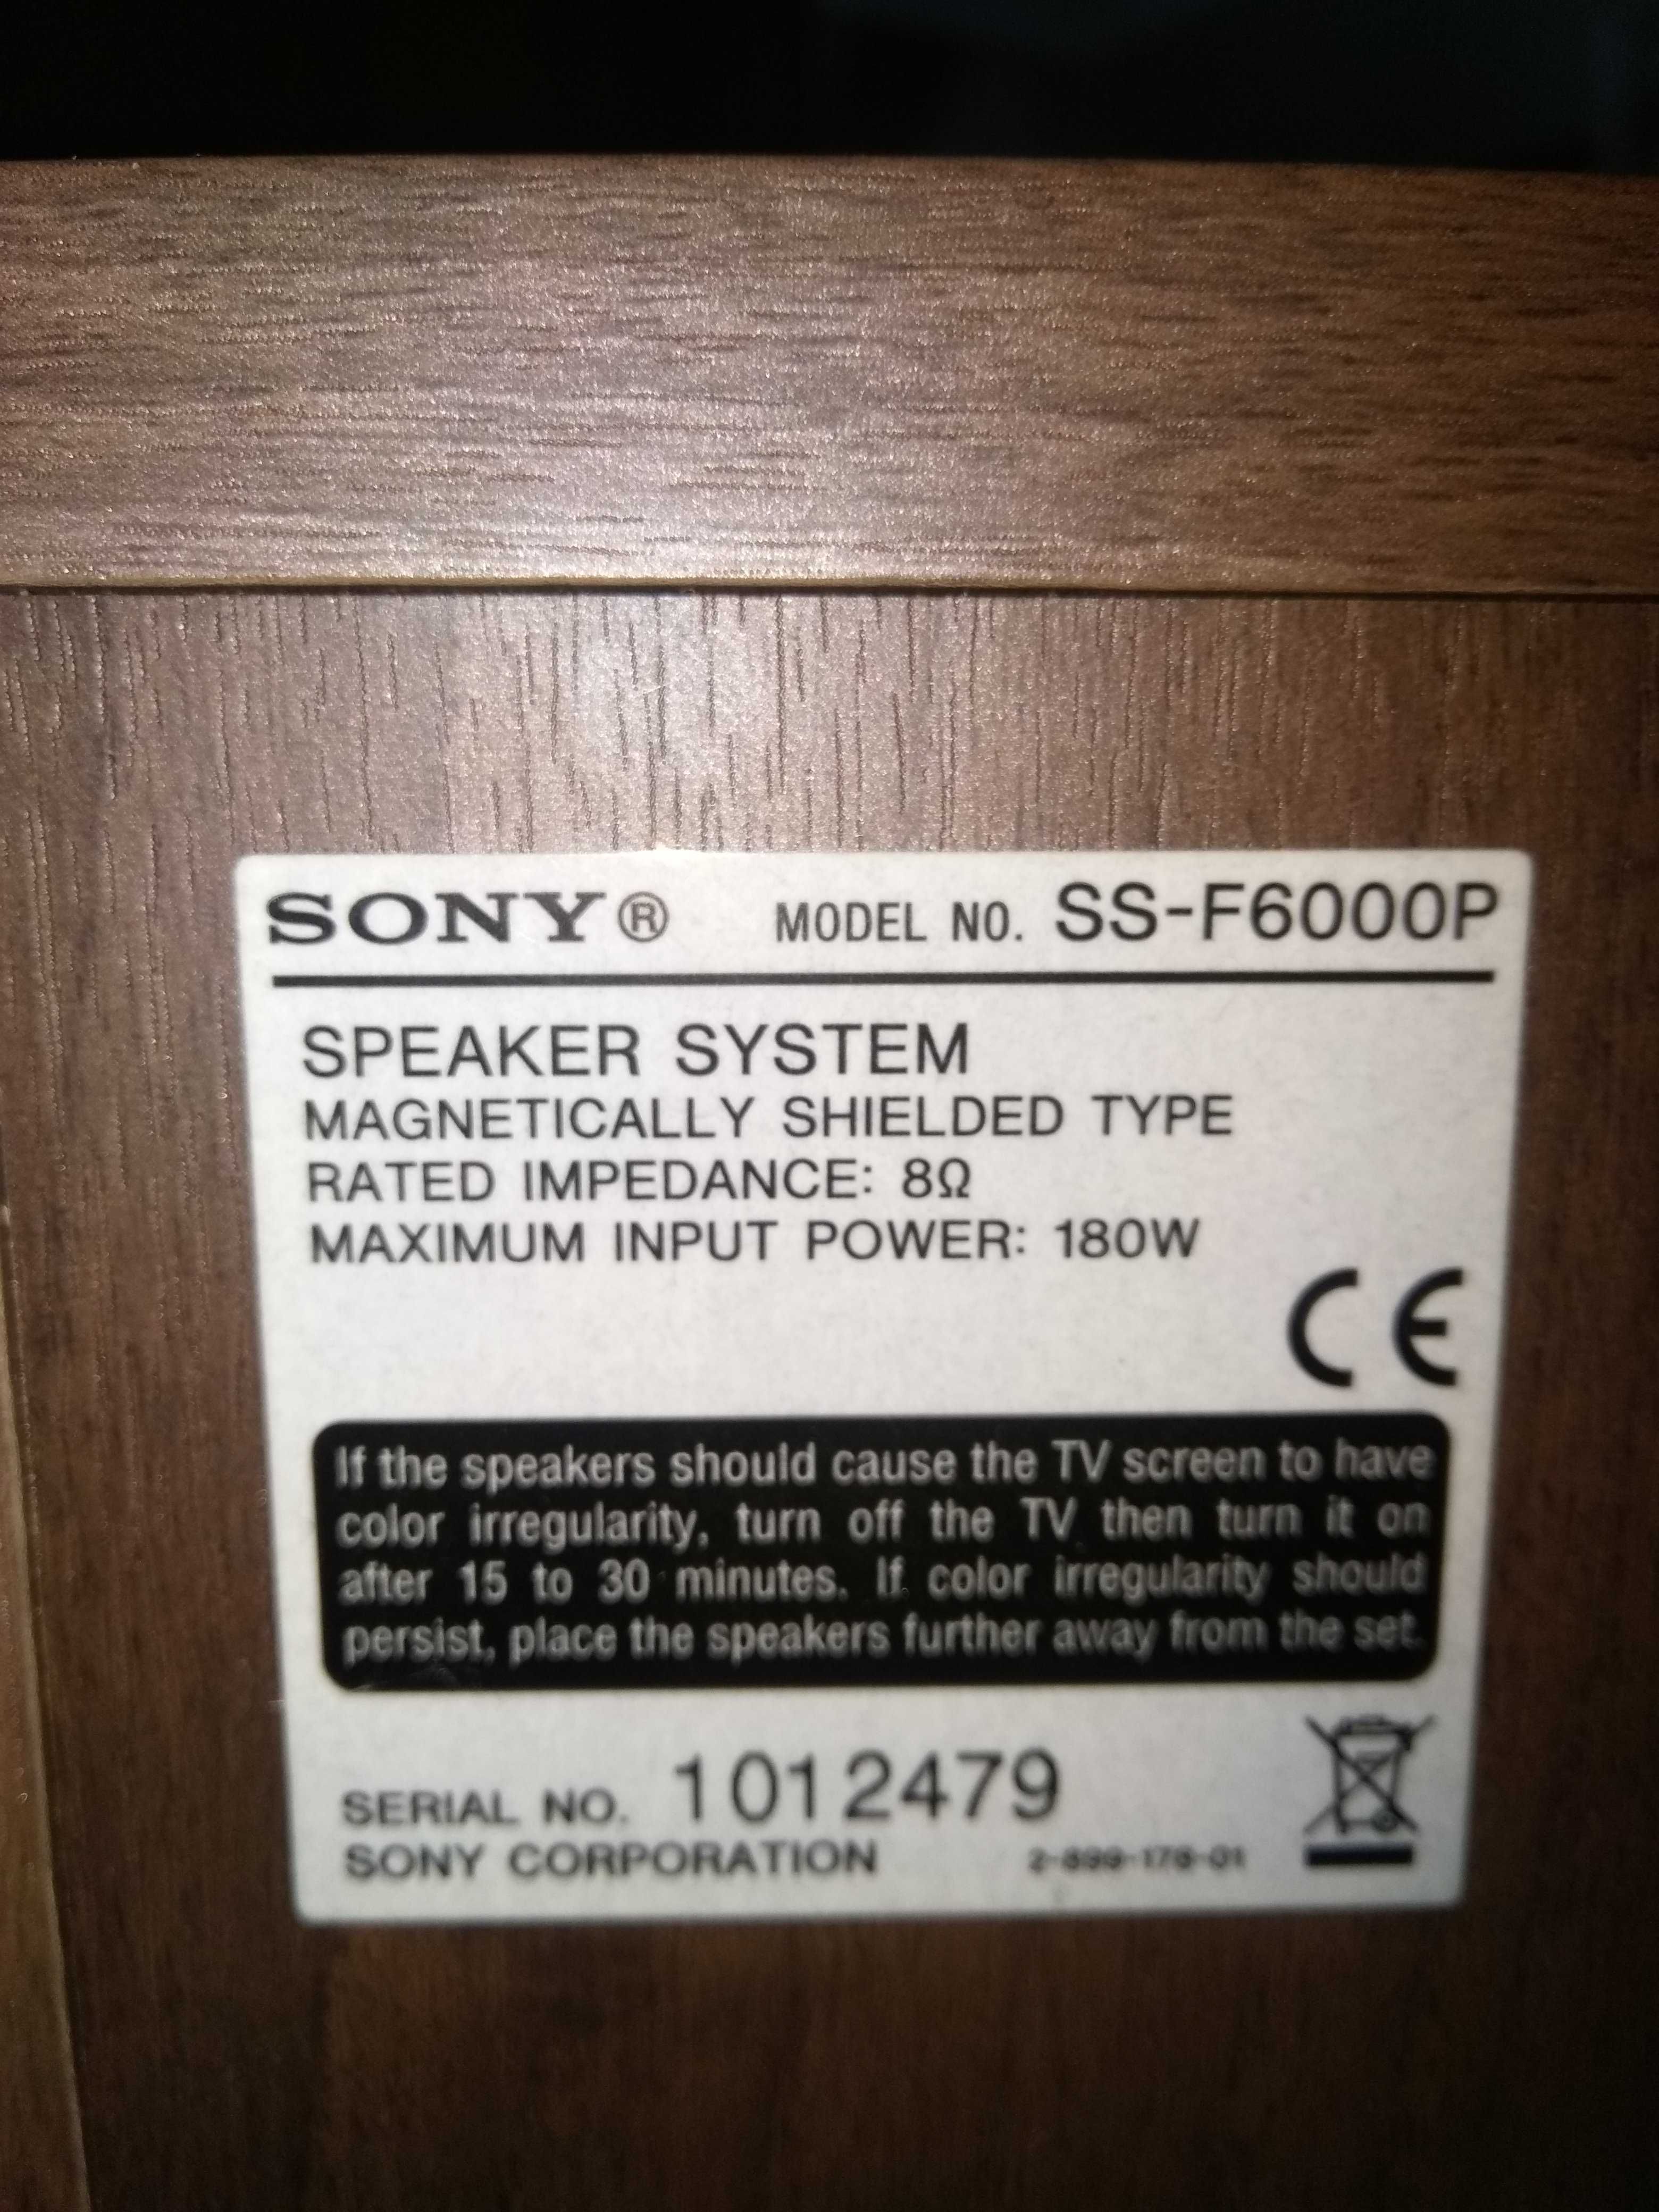 SONY® MODEL NO. SS-F6000P
SPEAKER SYSTEM
MAGNETICALLY SHIELDED TYPE
RATED IMPEDANCE: 8Ω
MAXIMUM INPUT POWER: 180W
CE
If the speakers should cause the TV screen to have
color irregularity, turn off the TV then turn it on
after 15 to 30 minutes. If color irregularity should
persist, place the speakers further away from the set.
SERIAL NO. 1012479
SONY CORPORATION